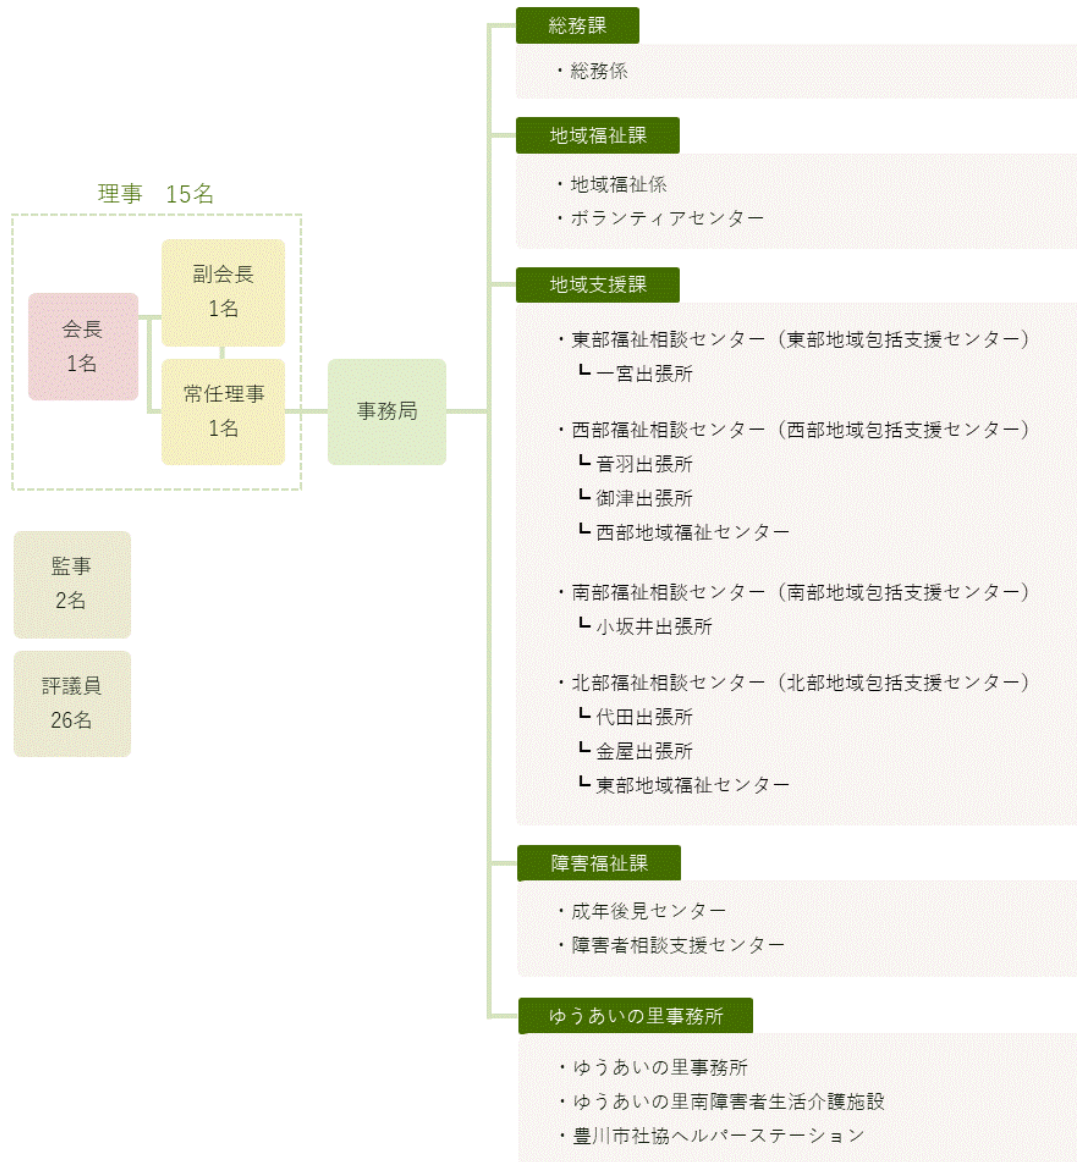 理事　15名
会長
1名
副会長
1名
常任理事
1名
事務局
監事
2名
評議員
26名
総務課
・総務係
地域福祉課
・地域福祉係
・ボランティアセンター
地域支援課
・東部福祉相談センター（東部地域包括支援センター）
┗ 一宮出張所
・西部福祉相談センター（西部地域包括支援センター）
┗ 音羽出張所
┗ 御津出張所
┗ 西部地域福祉センター
・南部福祉相談センター（南部地域包括支援センター）
┗ 小坂井出張所
・北部福祉相談センター（北部地域包括支援センター）
┗ 代田出張所
┗ 金屋出張所
┗ 東部地域福祉センター
障害福祉課
・成年後見センター
・障害者相談支援センター
ゆうあいの里事務所
・ゆうあいの里事務所
・ゆうあいの里南障害者生活介護施設
・豊川市社協ヘルパーステーション